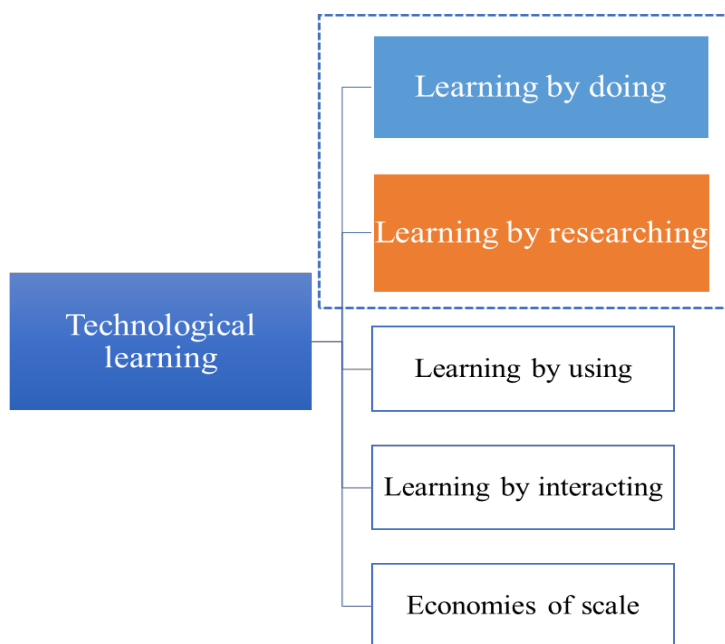 Learning by doing
Learning by researching
Technological
learning
Learning by using
Learning by interacting
Economies of scale